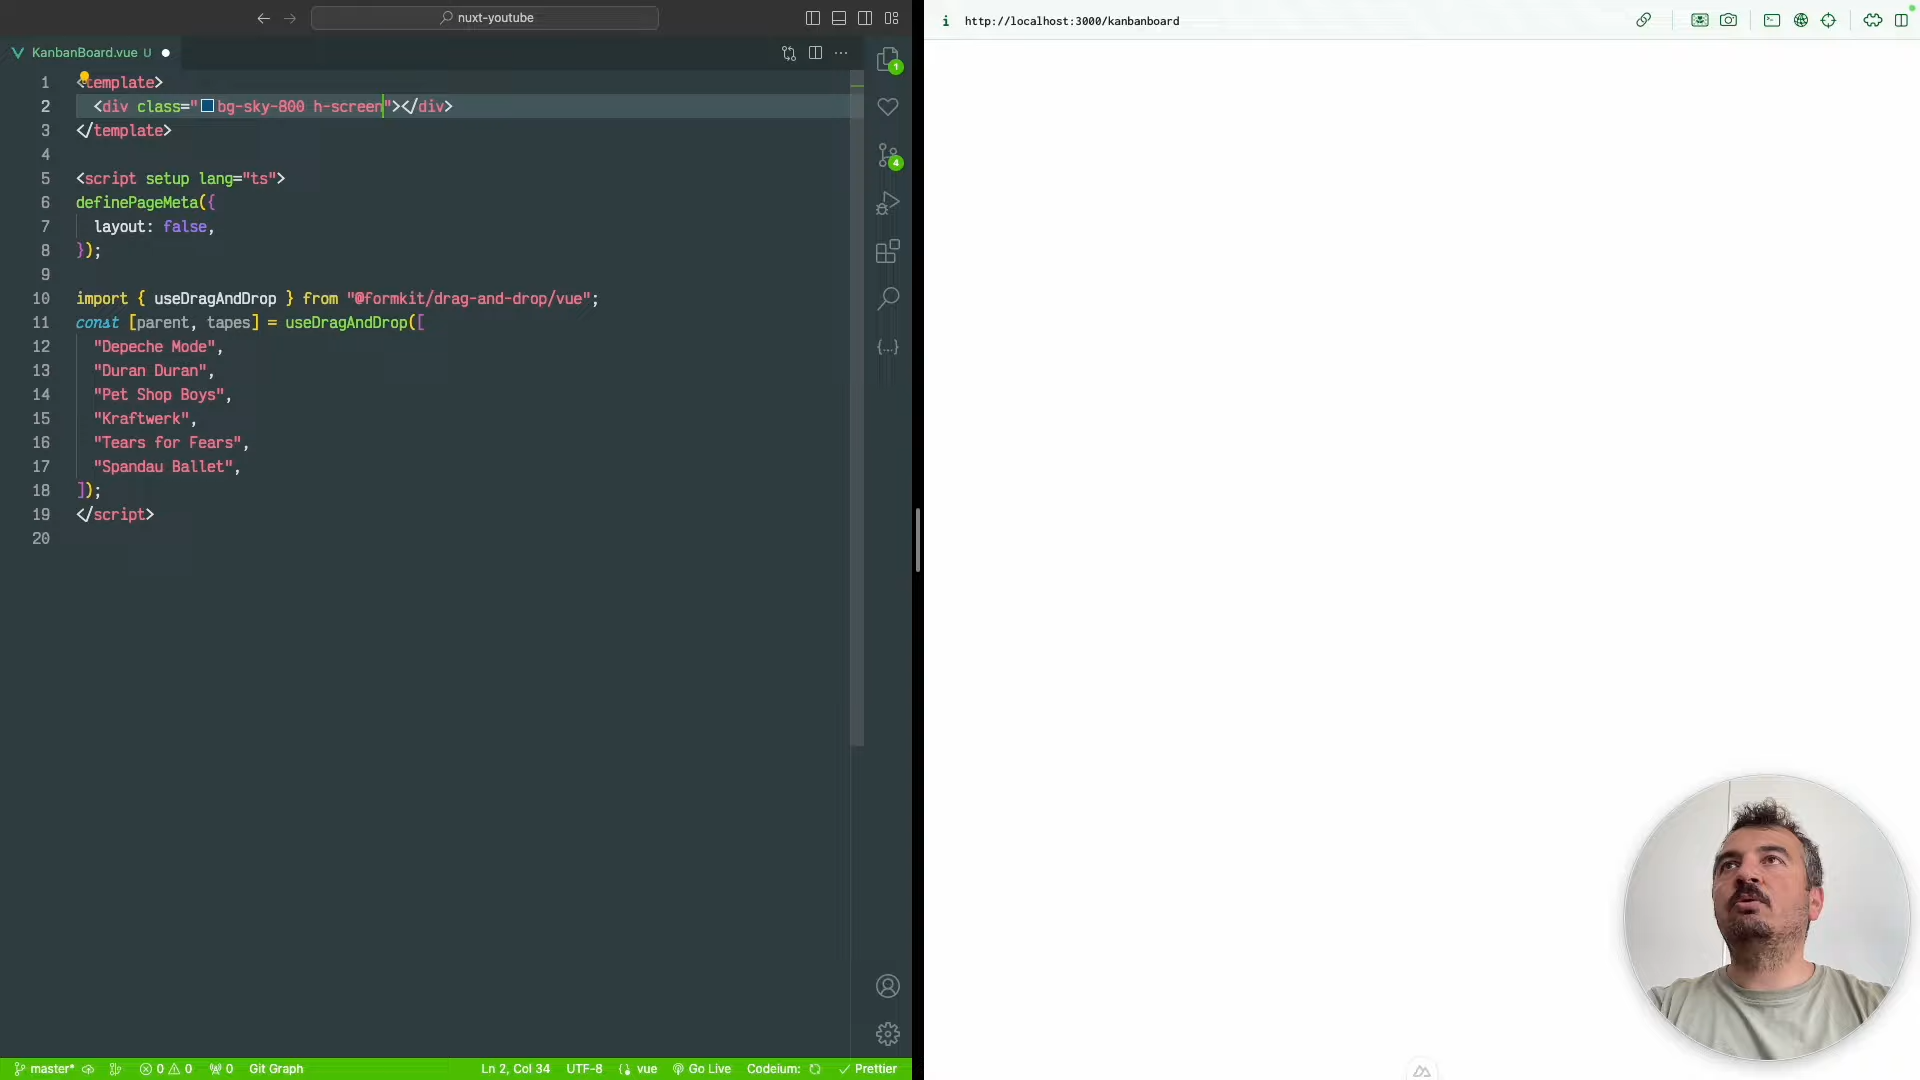 nuxt-youtube
KanbanBoard.vue U
1 <template>
2 <div class="bg-sky-800 h-screen"></div>
3 </template>
4
5 <script setup lang="ts">
6 definePageMeta({
7 layout: false,
8 });
9
10 import { useDragAndDrop } from "@formkit/drag-and-drop/vue";
11 const [parent, tapes] = useDragAndDrop([
12 "Depeche Mode",
13 "Duran Duran",
14 "Pet Shop Boys",
15 "Kraftwerk",
16 "Tears for Fears",
17 "Spandau Ballet",
18 ]);
19 </script>
20
1
4
master* 0 0 0 Git Graph Ln 2, Col 34 UTF-8 vue Go Live Codeium: Prettier
http://localhost:3000/kanbanboard